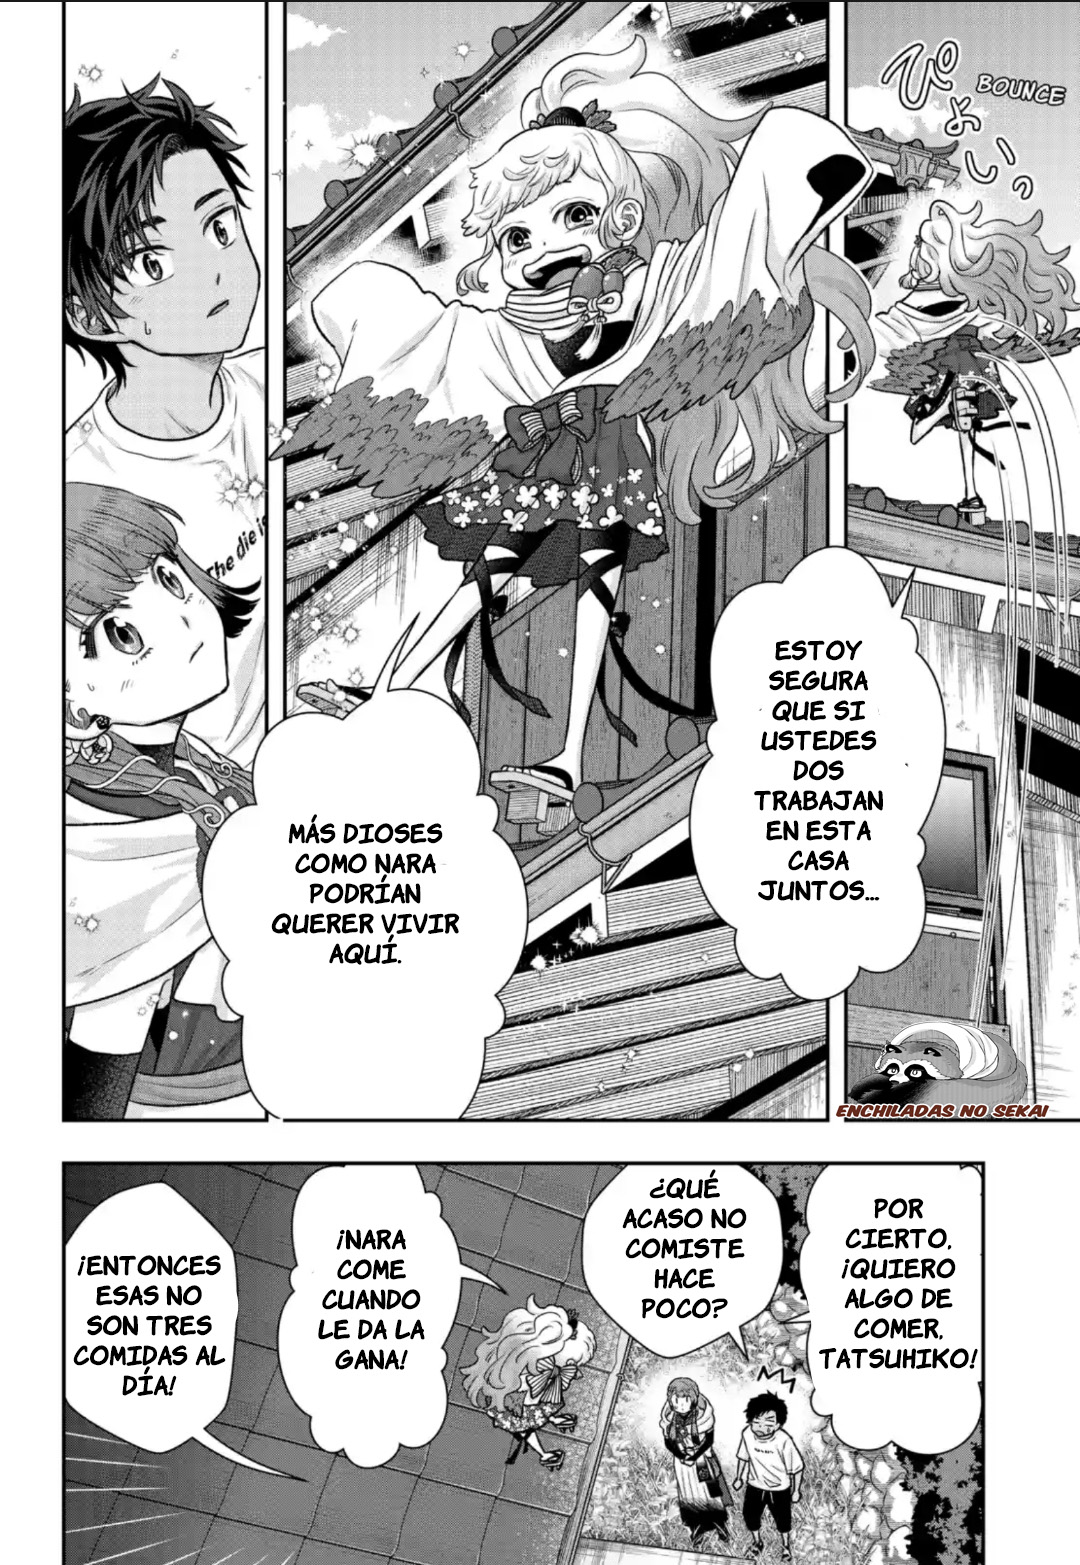 ぴょいっ
BOUNCE
ESTOY
SEGURA
QUE SI
USTEDES
DOS
TRABAJAN
EN ESTA
CASA
JUNTOS...
MÁS DIOSES
COMO NARA
PODRÍAN
QUERER VIVIR
AQUÍ.
The die is
ENCHILADAS NO SEKAI
POR
CIERTO,
¡QUIERO
ALGO DE
COMER,
TATSUHIKO!
¿QUÉ
ACASO NO
COMISTE
HACE
POCO?
¡NARA
COME
CUANDO
LE DA LA
GANA!
¡ENTONCES
ESAS NO
SON TRES
COMIDAS AL
DÍA!